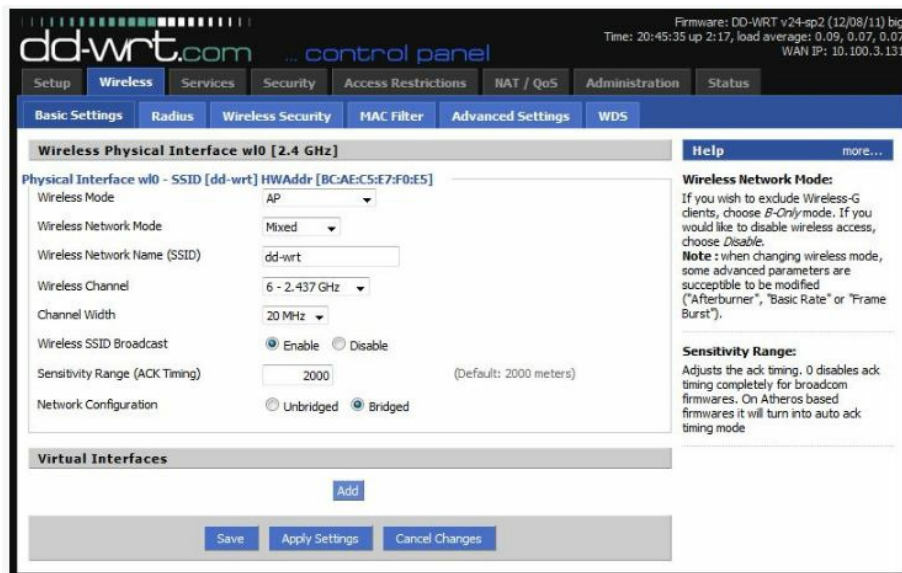 Firmware: DD-WRT v24-sp2 (12/08/11) big
Time: 20:45:35 up 2:17, load average: 0.09, 0.07, 0.07
WAN IP: 10.100.3.131
dd-wrt.com ... control panel
Setup Wireless Services Security Access Restrictions NAT / QoS Administration Status
Basic Settings Radius Wireless Security MAC Filter Advanced Settings WDS
Wireless Physical Interface wl0 [2.4 GHz]
Physical Interface wl0 - SSID [dd-wrt] HWAddr [BC:AE:C5:E7:F0:E5]
Wireless Mode AP
Wireless Network Mode Mixed
Wireless Network Name (SSID) dd-wrt
Wireless Channel 6 - 2.437 GHz
Channel Width 20 MHz
Wireless SSID Broadcast Enable Disable
Sensitivity Range (ACK Timing) 2000 (Default: 2000 meters)
Network Configuration Unbridged Bridged
Virtual Interfaces
Add
Save Apply Settings Cancel Changes
Help more...
Wireless Network Mode:
If you wish to exclude Wireless-G
clients, choose B-Only mode. If you
would like to disable wireless access,
choose Disable.
Note : when changing wireless mode,
some advanced parameters are
succeptible to be modified
("Afterburner", "Basic Rate" or "Frame
Burst").
Sensitivity Range:
Adjusts the ack timing. 0 disables ack
timing completely for broadcom
firmwares. On Atheros based
firmwares it will turn into auto ack
timing mode